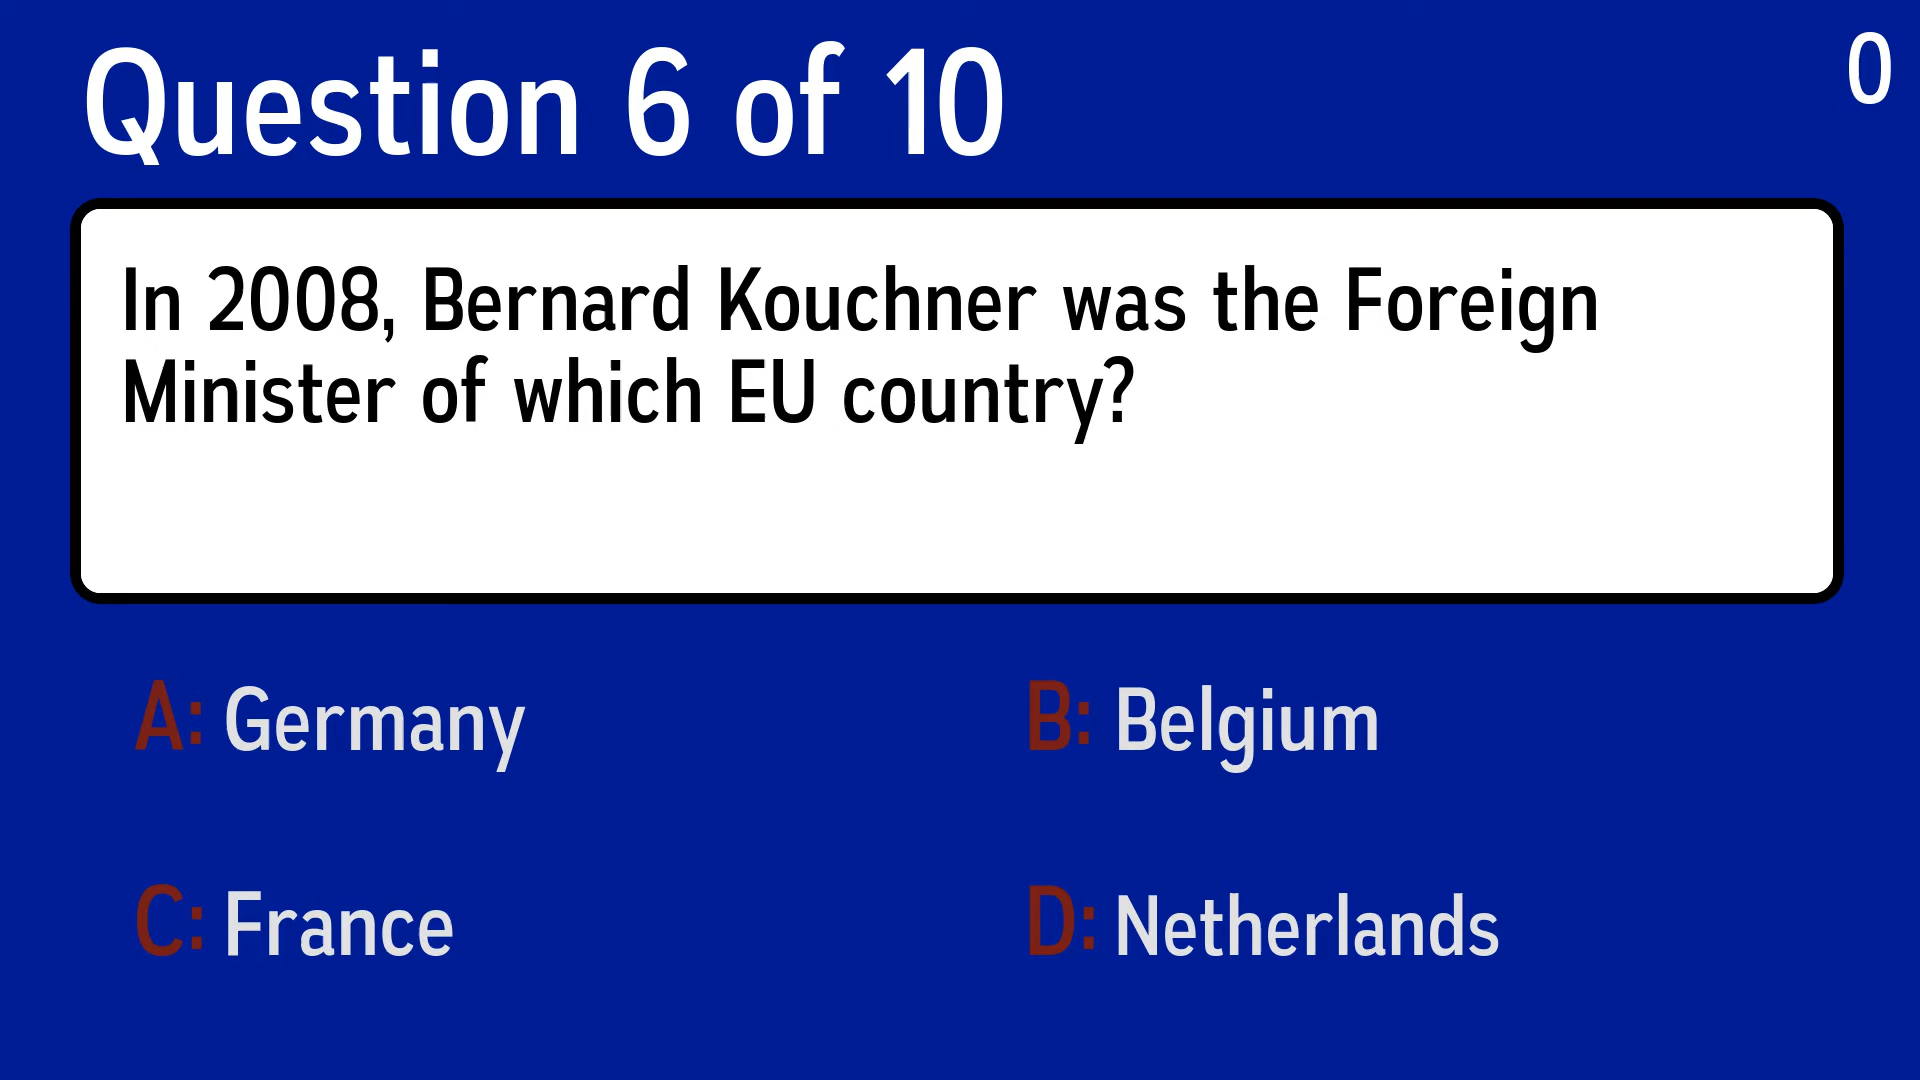 Question 6 of 10
0
In 2008, Bernard Kouchner was the Foreign
Minister of which EU country?
A: Germany
B: Belgium
C: France
D: Netherlands